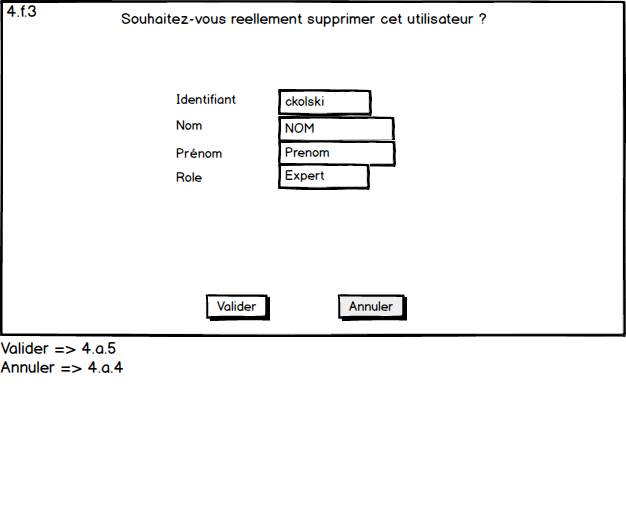 4.f.3
Souhaitez-vous reellement supprimer cet utilisateur ?
Identifiant ckolski
Nom NOM
Prénom Prenom
Role Expert
Valider Annuler
Valider => 4.a.5
Annuler => 4.a.4